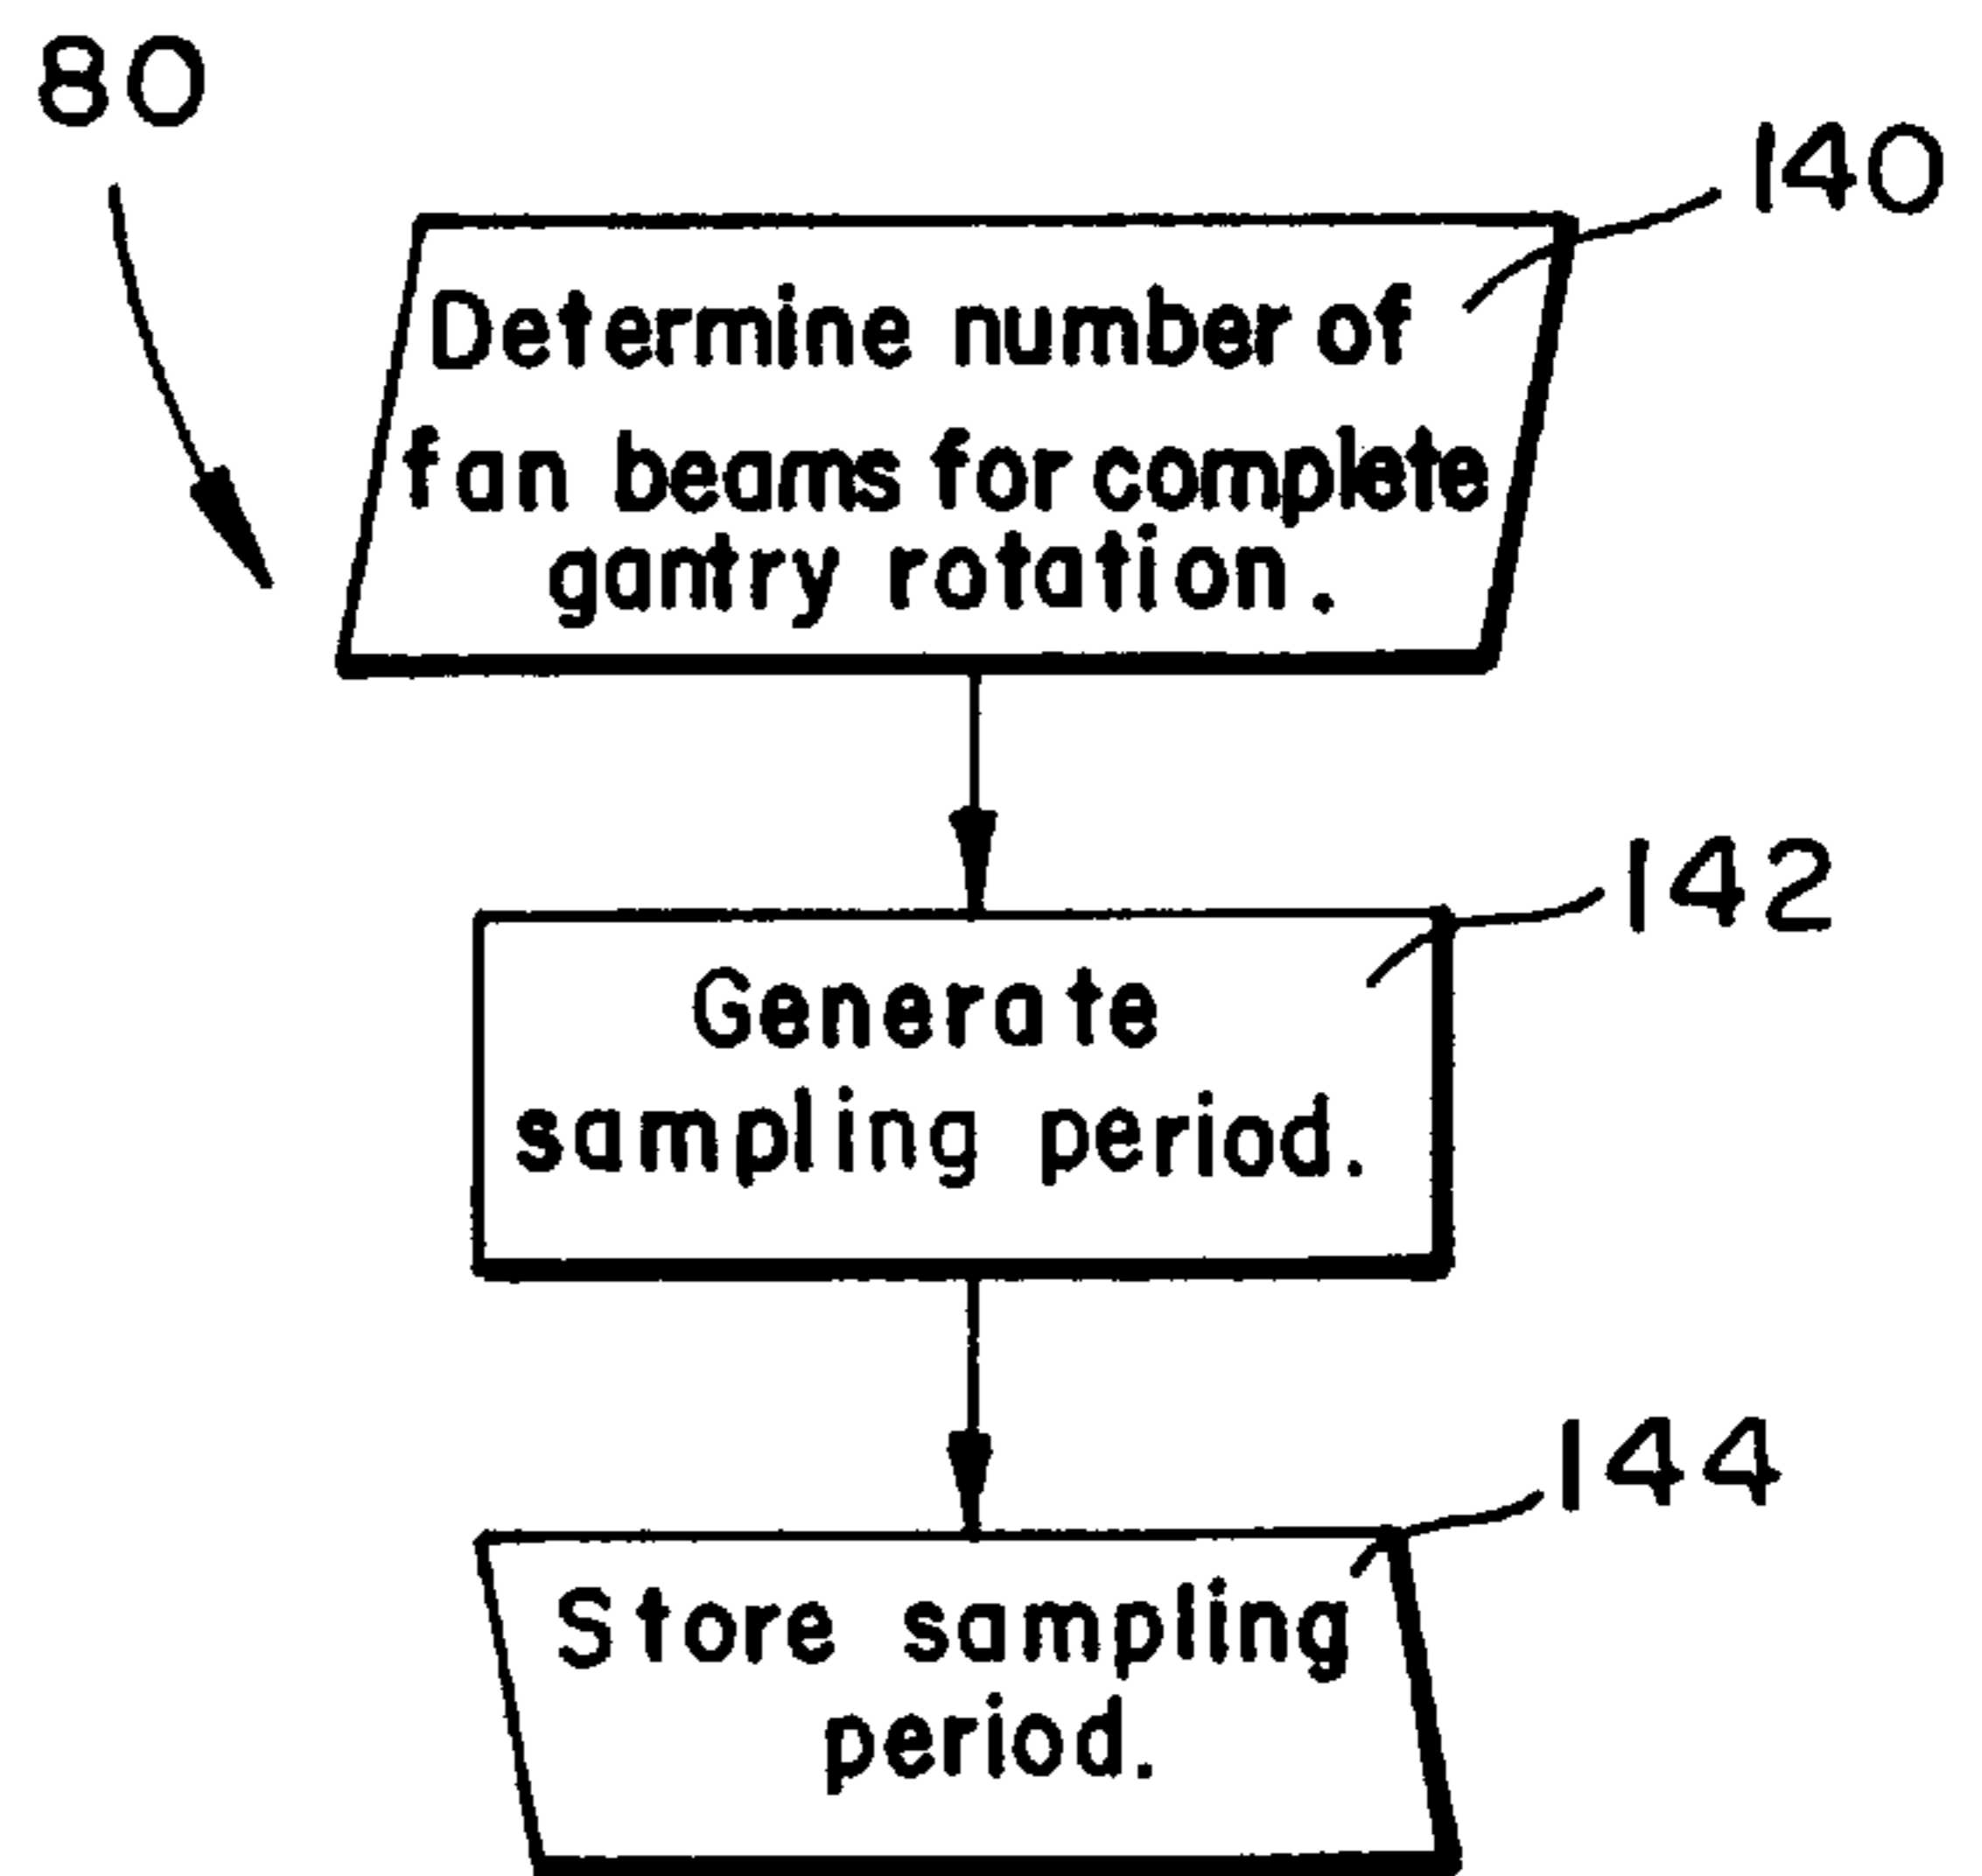 80
140
Determine number of
fan beams for complete
gantry rotation.
142
Generate
sampling period.
144
Store sampling
period.